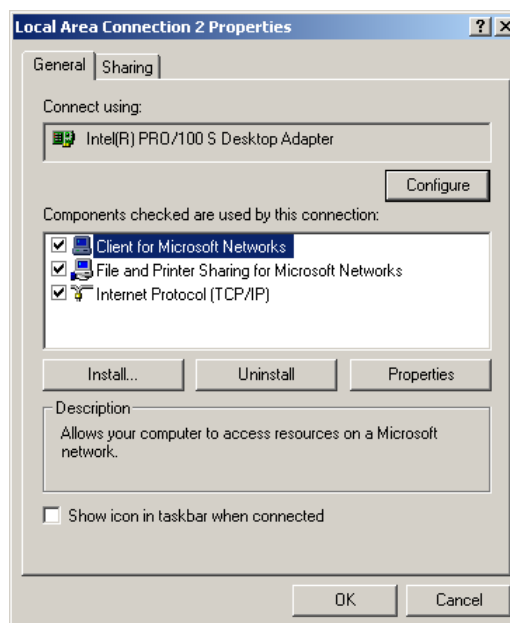 Local Area Connection 2 Properties
General
Sharing
Connect using:
Intel(R) PRO/100 S Desktop Adapter
Configure
Components checked are used by this connection:
Client for Microsoft Networks
File and Printer Sharing for Microsoft Networks
Internet Protocol (TCP/IP)
Install...
Uninstall
Properties
Description
Allows your computer to access resources on a Microsoft
network.
Show icon in taskbar when connected
OK
Cancel